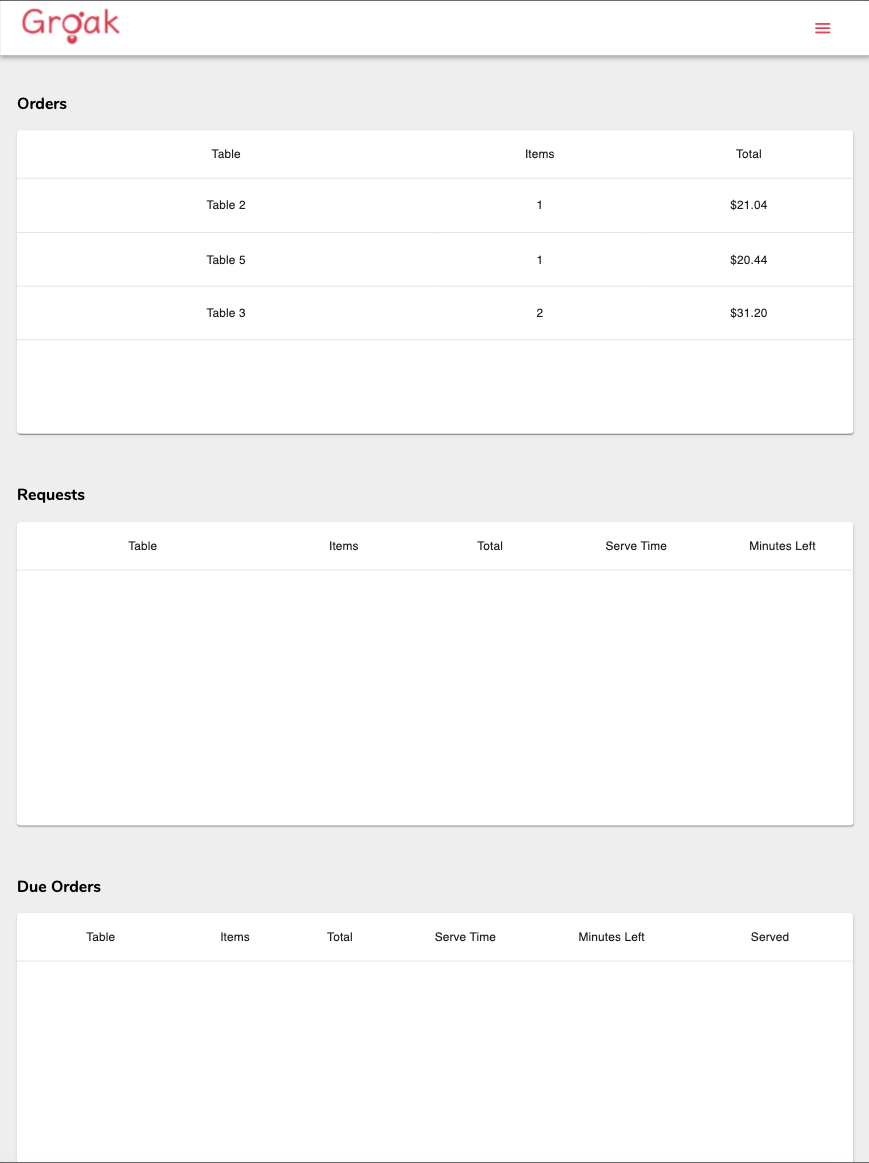 Groak
Orders
Table Items Total
Table 2 1 $21.04
Table 5 1 $20.44
Table 3 2 $31.20
Requests
Table Items Total Serve Time Minutes Left
Due Orders
Table Items Total Serve Time Minutes Left Served